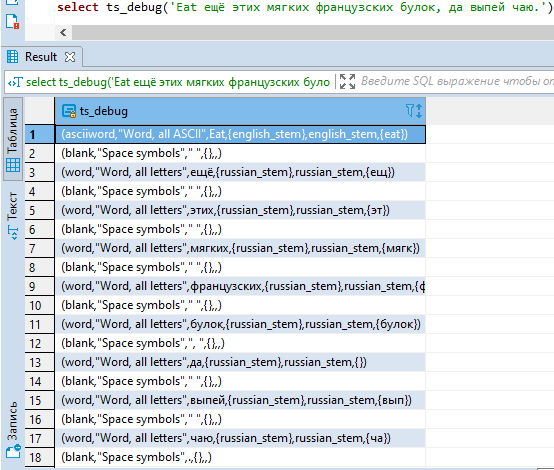 select ts_debug('Eat ещё этих мягких французских булок, да выпей чаю.')
Result
select ts_debug('Eat ещё этих мягких французских було
Введите SQL выражение чтобы от
Таблица
Текст
Запись
ts_debug
1 (asciiword,"Word, all ASCII",Eat,{english_stem},english_stem,{eat})
2 (blank,"Space symbols"," ",{},,)
3 (word,"Word, all letters",ещё,{russian_stem},russian_stem,{ещ})
4 (blank,"Space symbols"," ",{},,)
5 (word,"Word, all letters",этих,{russian_stem},russian_stem,{эт})
6 (blank,"Space symbols"," ",{},,)
7 (word,"Word, all letters",мягких,{russian_stem},russian_stem,{мягк})
8 (blank,"Space symbols"," ",{},,)
9 (word,"Word, all letters",французских,{russian_stem},russian_stem,{ф
10 (blank,"Space symbols"," ",{},,)
11 (word,"Word, all letters",булок,{russian_stem},russian_stem,{булок})
12 (blank,"Space symbols",", ",{},,)
13 (word,"Word, all letters",да,{russian_stem},russian_stem,{})
14 (blank,"Space symbols"," ",{},,)
15 (word,"Word, all letters",выпей,{russian_stem},russian_stem,{вып})
16 (blank,"Space symbols"," ",{},,)
17 (word,"Word, all letters",чаю,{russian_stem},russian_stem,{ча})
18 (blank,"Space symbols",.,{},,)